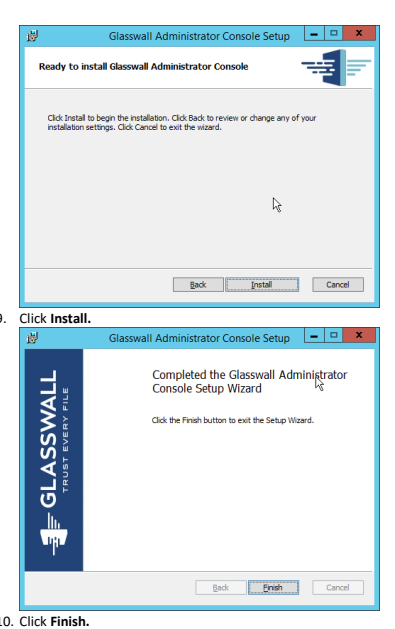 Glasswall Administrator Console Setup
Ready to install Glasswall Administrator Console
Click Install to begin the installation. Click Back to review or change any of your
installation settings. Click Cancel to exit the wizard.
Back Install Cancel
9. Click Install.
Glasswall Administrator Console Setup
GLASSWALL
TRUST EVERY FILE
Completed the Glasswall Administrator
Console Setup Wizard
Click the Finish button to exit the Setup Wizard.
Back Finish Cancel
10. Click Finish.